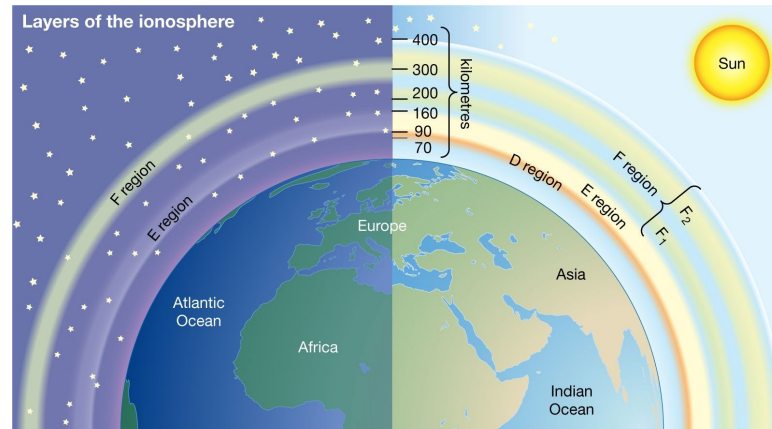 Layers of the ionosphere
400
300
200
160
90
70
kilometres
Sun
F region
E region
D region
E region
F region
F₂
F₁
Europe
Asia
Atlantic
Ocean
Africa
Indian
Ocean